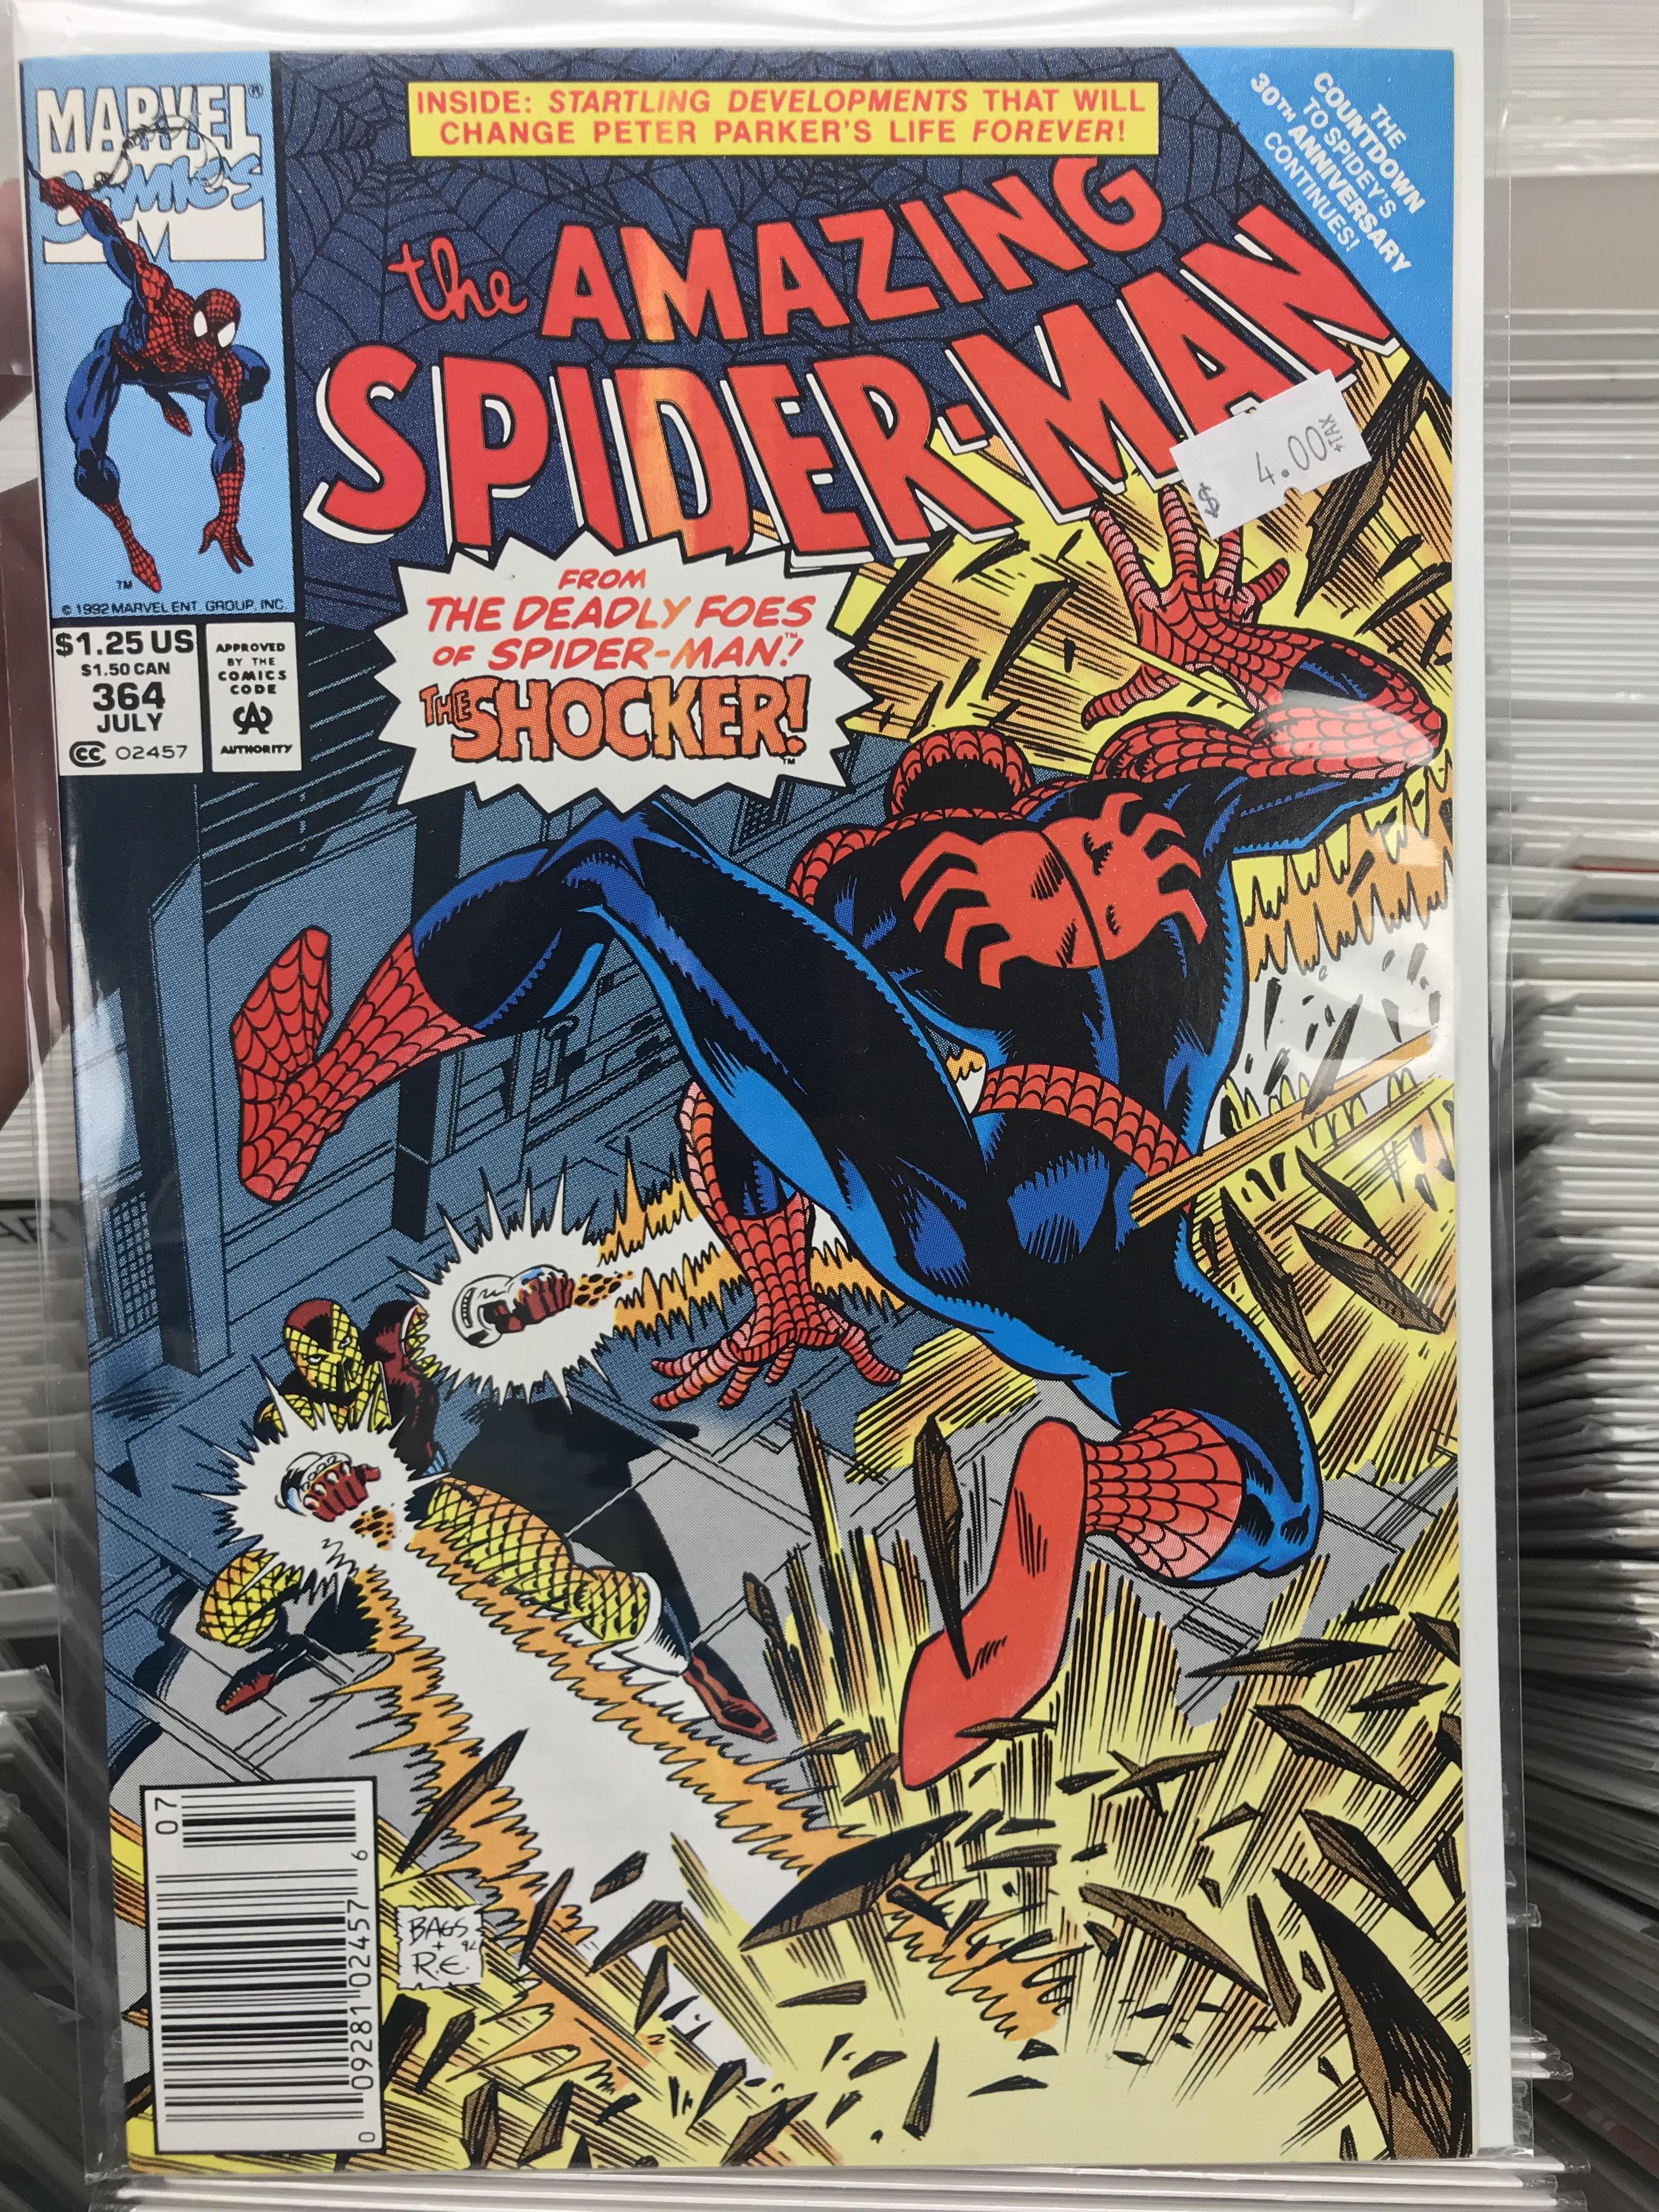 INSIDE: STARTLING DEVELOPMENTS THAT WILL
CHANGE PETER PARKER'S LIFE FOREVER!
THE
COUNTDOWN
TO SPIDEY'S
30TH ANNIVERSARY
CONTINUES!
MARVEL®
COMICS
TM
© 1992 MARVEL ENT. GROUP, INC.
the AMAZING
SPIDER-MAN
$ 4.00 +TAX
$1.25 US
$1.50 CAN
364
JULY
CC 02457
APPROVED
BY THE
COMICS
CODE
CA
AUTHORITY
FROM
THE DEADLY FOES
OF SPIDER-MAN™!
THE SHOCKER!
TM
BAGS
+ 92
R.E.
07
0 09281 02457 6